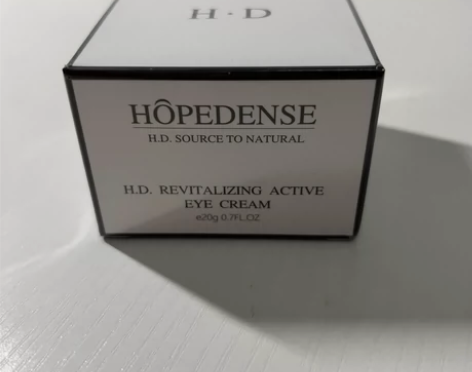 H·D
HÔPEDENSE
H.D. SOURCE TO NATURAL
H.D. REVITALIZING ACTIVE
EYE CREAM
e20g 0.7FL.OZ